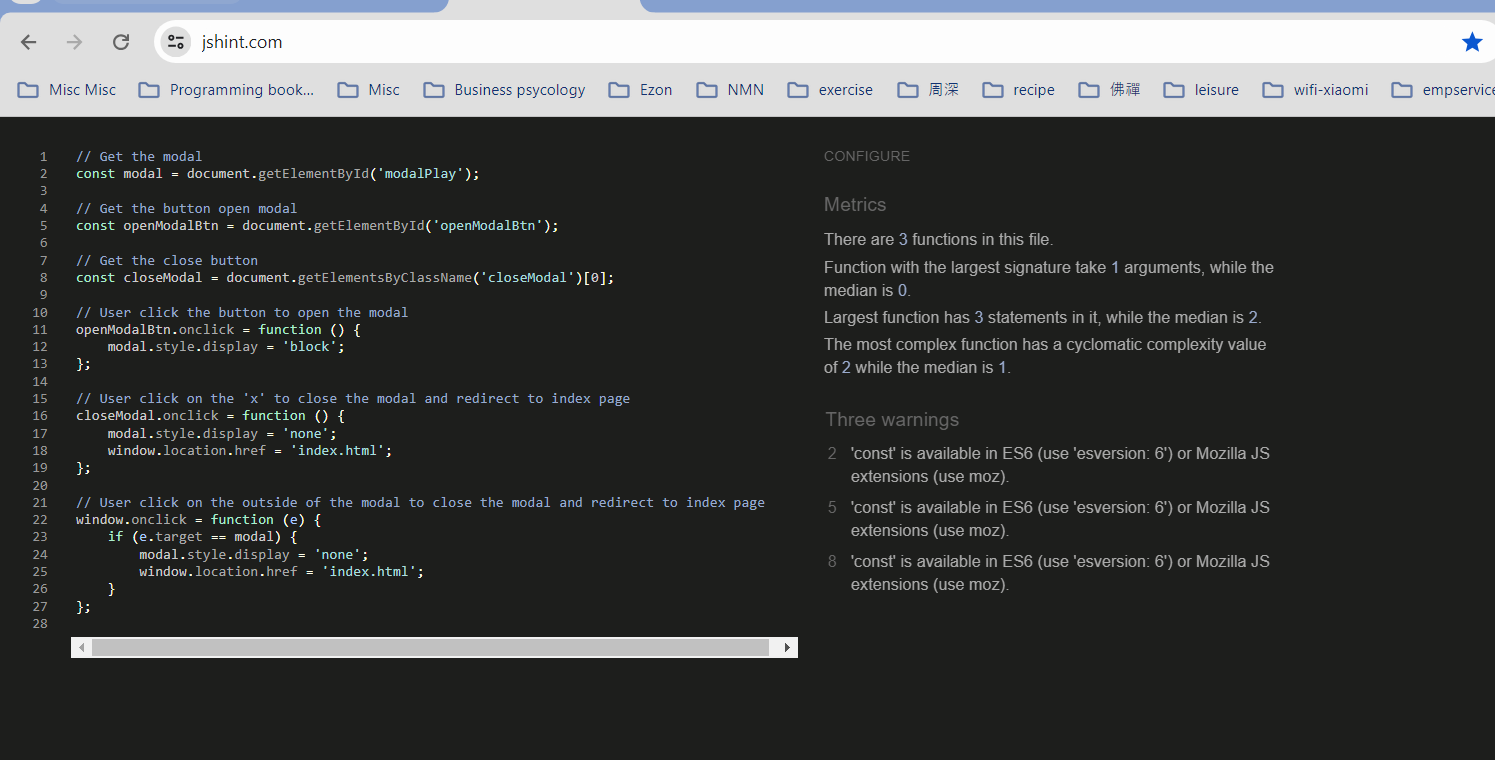 jshint.com
Misc Misc Programming book... Misc Business psycology Ezon NMN exercise 周深 recipe 佛禪 leisure wifi-xiaomi empservice
1 // Get the modal
2 const modal = document.getElementById('modalPlay');
3
4 // Get the button open modal
5 const openModalBtn = document.getElementById('openModalBtn');
6
7 // Get the close button
8 const closeModal = document.getElementsByClassName('closeModal')[0];
9
10 // User click the button to open the modal
11 openModalBtn.onclick = function () {
12 modal.style.display = 'block';
13 };
14
15 // User click on the 'x' to close the modal and redirect to index page
16 closeModal.onclick = function () {
17 modal.style.display = 'none';
18 window.location.href = 'index.html';
19 };
20
21 // User click on the outside of the modal to close the modal and redirect to index page
22 window.onclick = function (e) {
23 if (e.target == modal) {
24 modal.style.display = 'none';
25 window.location.href = 'index.html';
26 }
27 };
28
CONFIGURE
Metrics
There are 3 functions in this file.
Function with the largest signature take 1 arguments, while the
median is 0.
Largest function has 3 statements in it, while the median is 2.
The most complex function has a cyclomatic complexity value
of 2 while the median is 1.
Three warnings
2 'const' is available in ES6 (use 'esversion: 6') or Mozilla JS
extensions (use moz).
5 'const' is available in ES6 (use 'esversion: 6') or Mozilla JS
extensions (use moz).
8 'const' is available in ES6 (use 'esversion: 6') or Mozilla JS
extensions (use moz).